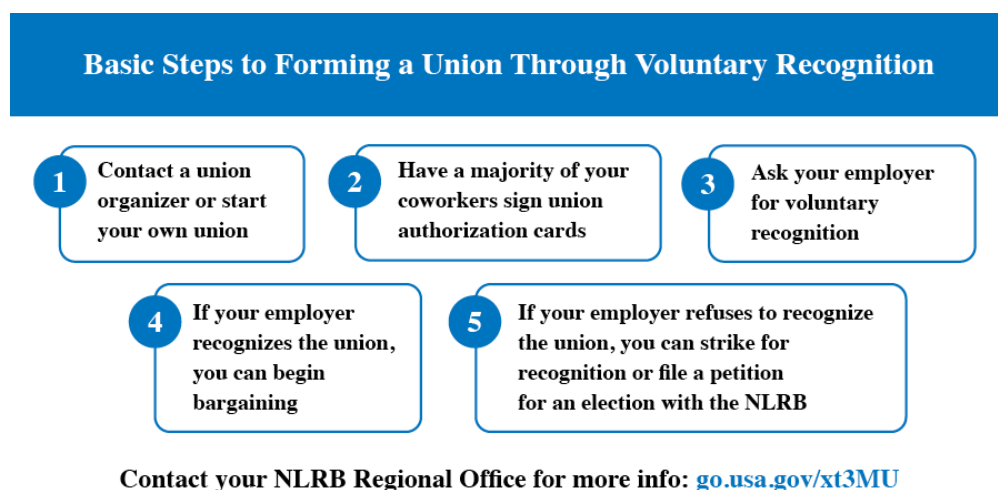 Basic Steps to Forming a Union Through Voluntary Recognition
1
Contact a union
organizer or start
your own union
2
Have a majority of your
coworkers sign union
authorization cards
3
Ask your employer
for voluntary
recognition
4
If your employer
recognizes the union,
you can begin
bargaining
5
If your employer refuses to recognize
the union, you can strike for
recognition or file a petition
for an election with the NLRB
Contact your NLRB Regional Office for more info: go.usa.gov/xt3MU